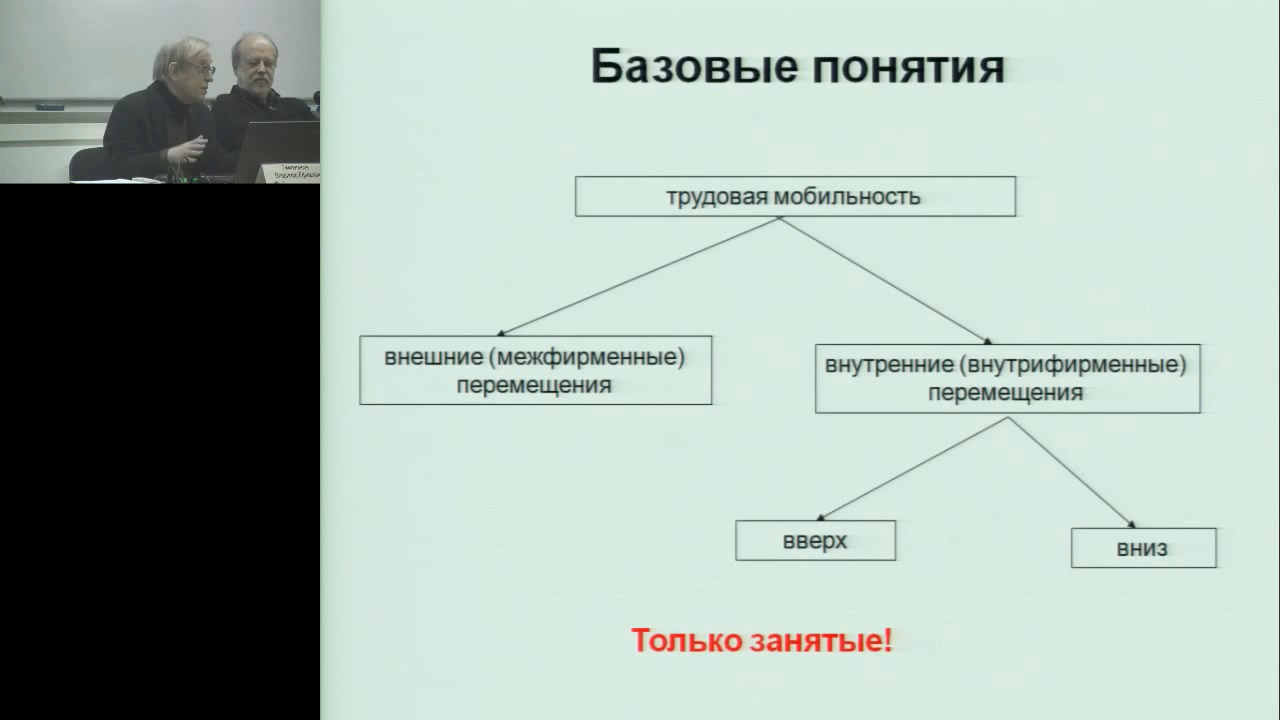 Базовые понятия
трудовая мобильность
внешние (межфирменные)
перемещения
внутренние (внутрифирменные)
перемещения
вверх
вниз
Только занятые!